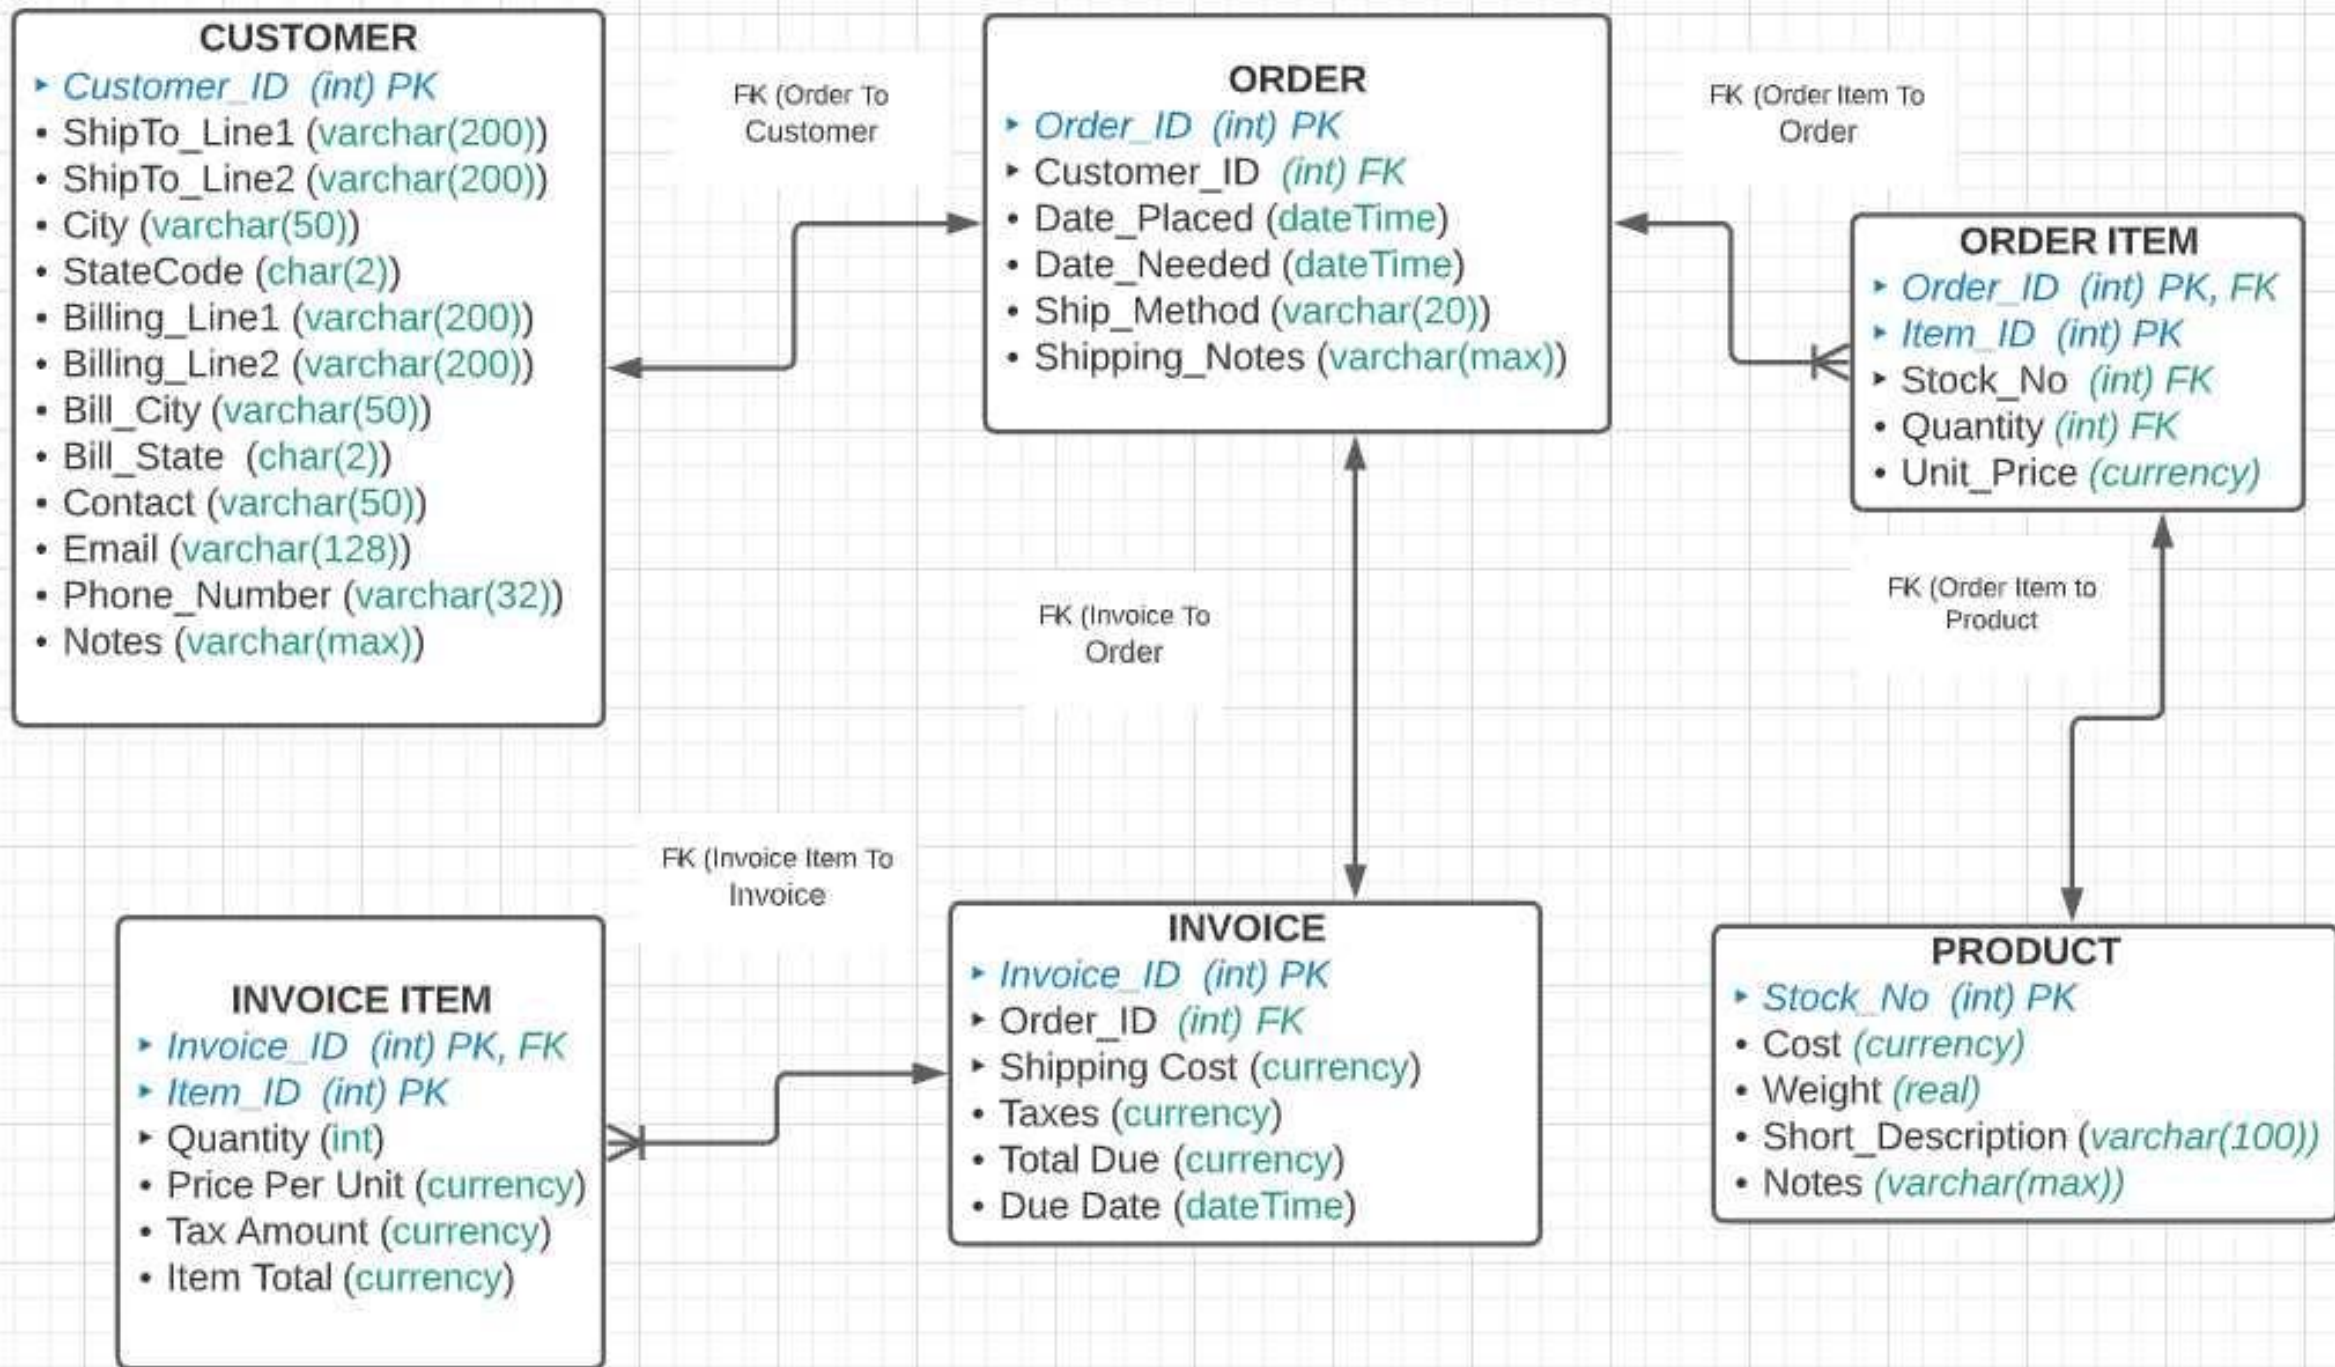 CUSTOMER
Customer_ID (int) PK
ShipTo_Line1 (varchar(200))
ShipTo_Line2 (varchar(200))
City (varchar(50))
StateCode (char(2))
Billing_Line1 (varchar(200))
Billing_Line2 (varchar(200))
Bill_City (varchar(50))
Bill_State (char(2))
Contact (varchar(50))
Email (varchar(128))
Phone_Number (varchar(32))
Notes (varchar(max))
FK (Order To
Customer
ORDER
Order_ID (int) PK
Customer_ID (int) FK
Date_Placed (dateTime)
Date_Needed (dateTime)
Ship_Method (varchar(20))
Shipping_Notes (varchar(max))
FK (Order Item To
Order
ORDER ITEM
Order_ID (int) PK, FK
Item_ID (int) PK
Stock_No (int) FK
Quantity (int) FK
Unit_Price (currency)
FK (Invoice To
Order
FK (Order Item to
Product
FK (Invoice Item To
Invoice
INVOICE ITEM
Invoice_ID (int) PK, FK
Item_ID (int) PK
Quantity (int)
Price Per Unit (currency)
Tax Amount (currency)
Item Total (currency)
INVOICE
Invoice_ID (int) PK
Order_ID (int) FK
Shipping Cost (currency)
Taxes (currency)
Total Due (currency)
Due Date (dateTime)
PRODUCT
Stock_No (int) PK
Cost (currency)
Weight (real)
Short_Description (varchar(100))
Notes (varchar(max))